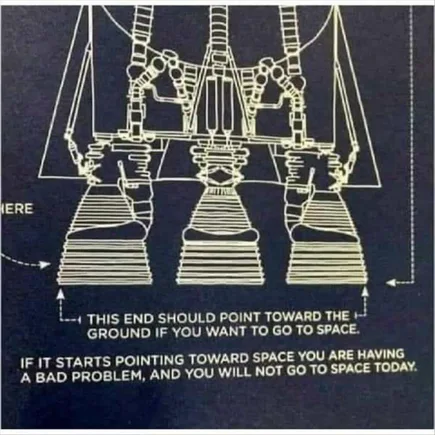 HERE
THIS END SHOULD POINT TOWARD THE
GROUND IF YOU WANT TO GO TO SPACE.
IF IT STARTS POINTING TOWARD SPACE YOU ARE HAVING
A BAD PROBLEM, AND YOU WILL NOT GO TO SPACE TODAY.